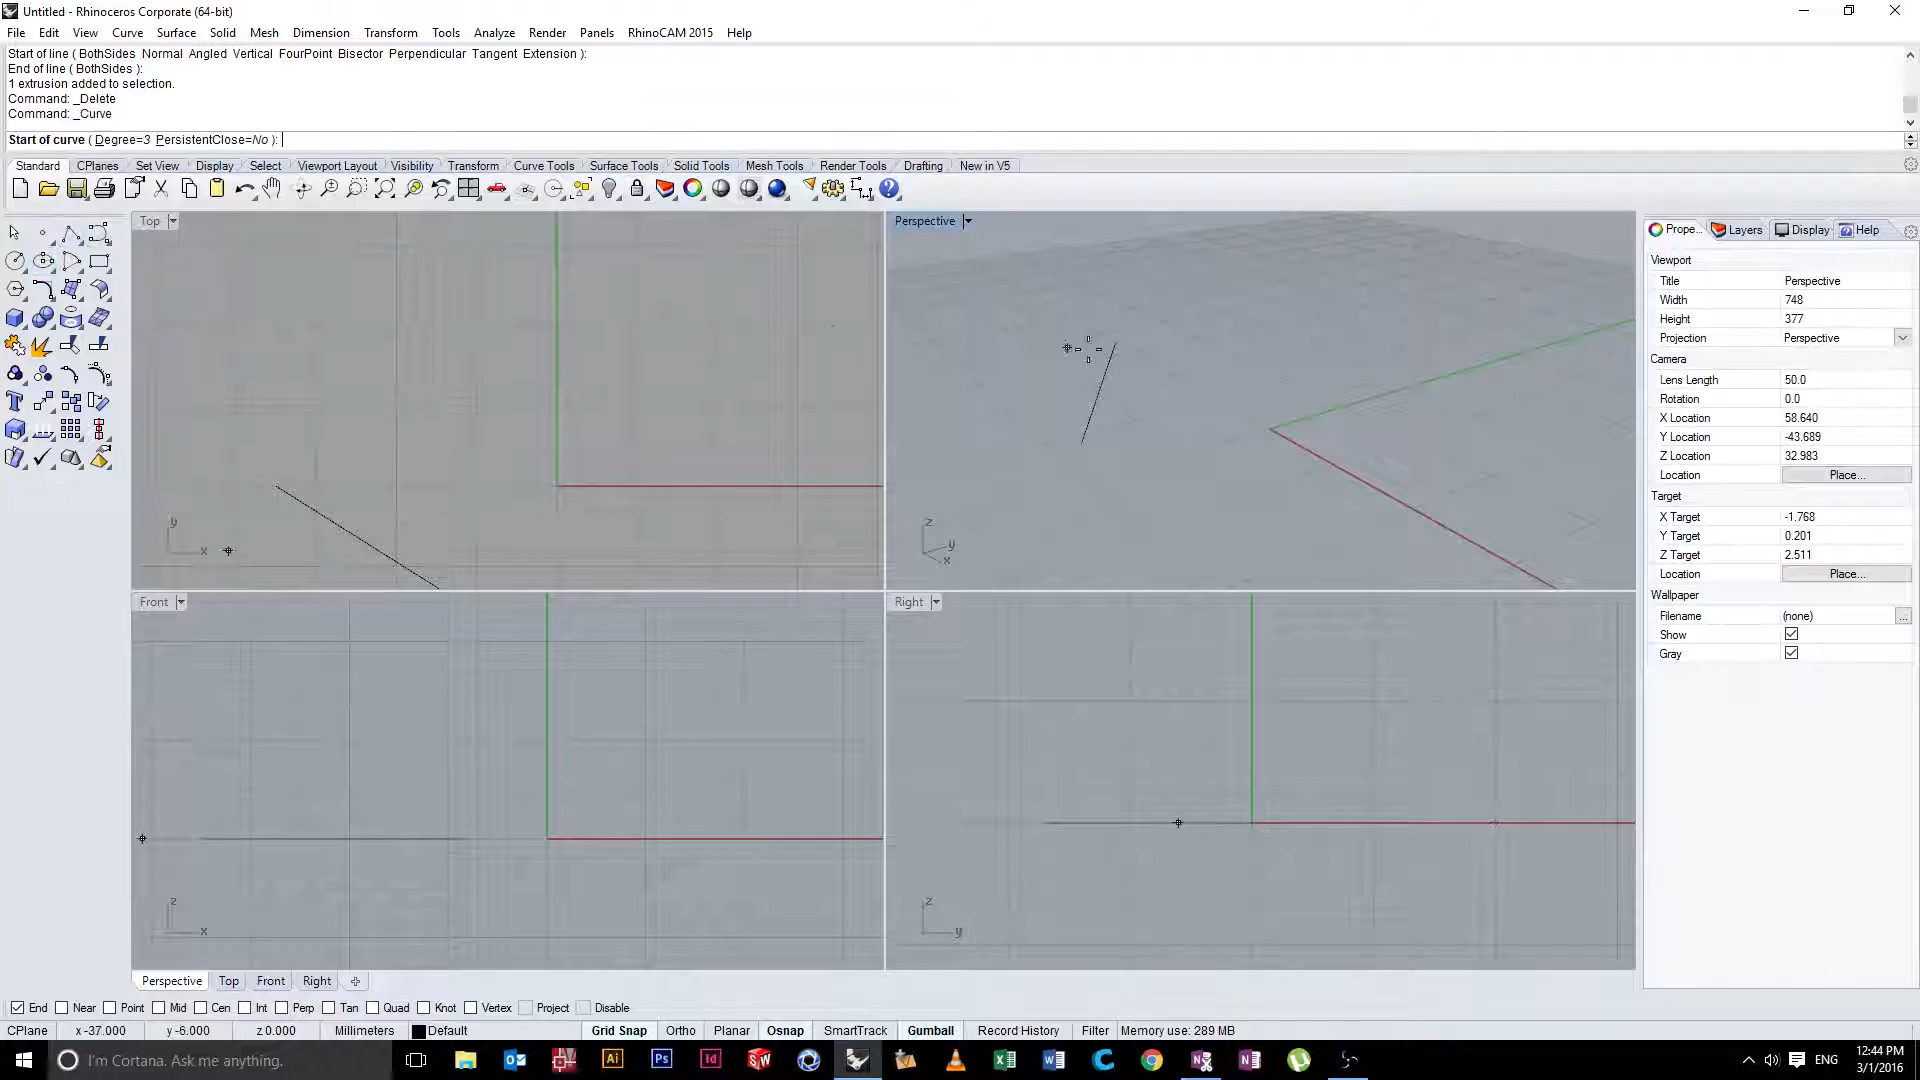 Untitled - Rhinoceros Corporate (64-bit)
File Edit View Curve Surface Solid Mesh Dimension Transform Tools Analyze Render Panels RhinoCAM 2015 Help
Start of line ( BothSides Normal Angled Vertical FourPoint Bisector Perpendicular Tangent Extension ):
End of line ( BothSides ):
1 extrusion added to selection.
Command: _Delete
Command: _Curve
Start of curve ( Degree=3 PersistentClose=No ):
Standard CPlanes Set View Display Select Viewport Layout Visibility Transform Curve Tools Surface Tools Solid Tools Mesh Tools Render Tools Drafting New in V5
Top
y
x
Perspective
z
y
x
Front
z
x
Right
z
y
Prope... Layers Display Help
Viewport
Title Perspective
Width 748
Height 377
Projection Perspective
Camera
Lens Length 50.0
Rotation 0.0
X Location 58.640
Y Location -43.689
Z Location 32.983
Location Place...
Target
X Target -1.768
Y Target 0.201
Z Target 2.511
Location Place...
Wallpaper
Filename (none) ...
Show
Gray
Perspective Top Front Right
End Near Point Mid Cen Int Perp Tan Quad Knot Vertex Project Disable
CPlane x -37.000 y -6.000 z 0.000 Millimeters Default Grid Snap Ortho Planar Osnap SmartTrack Gumball Record History Filter Memory use: 289 MB
I'm Cortana. Ask me anything.
Ai Ps Id SW
ENG
12:44 PM
3/1/2016